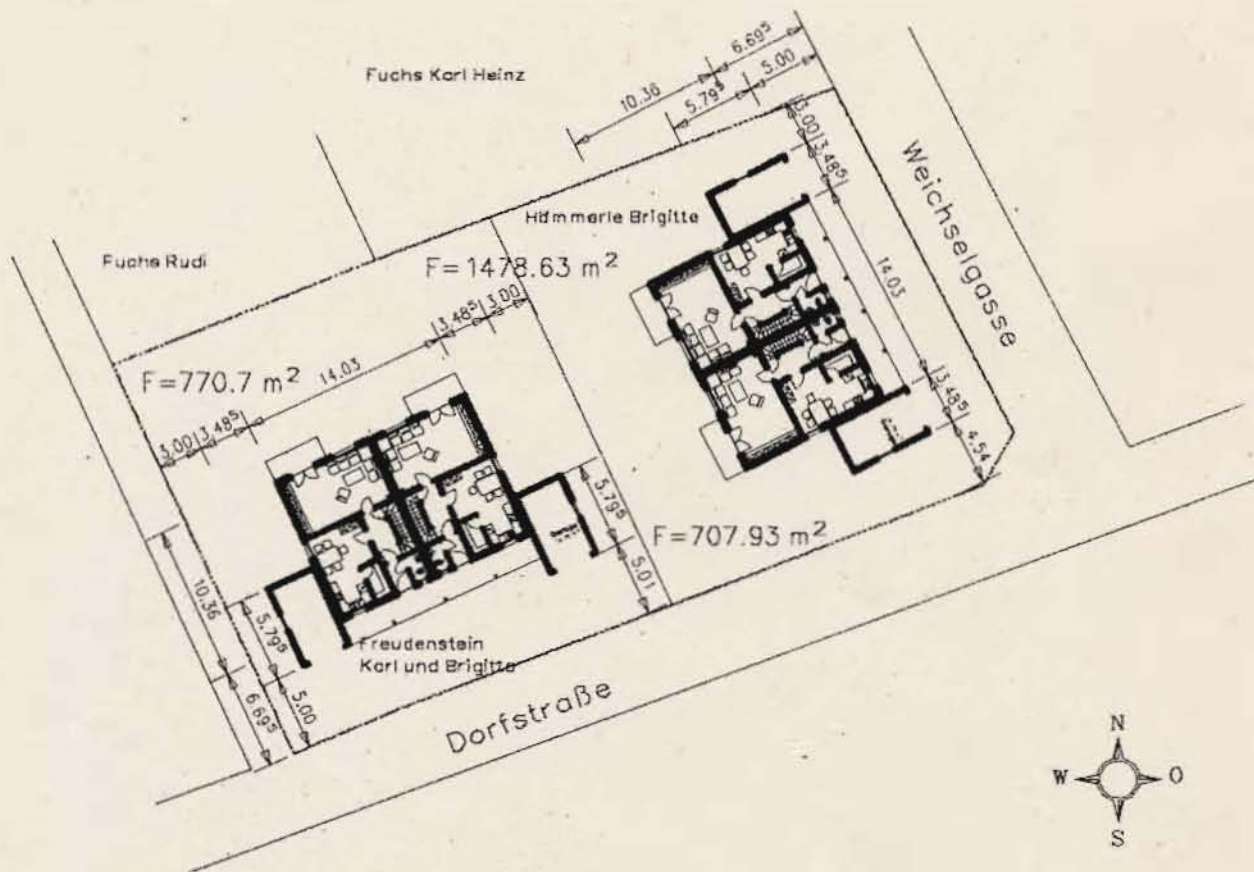 Fuchs Karl Heinz
10.36
6.69⁵
5.79⁵
5.00
3.00
3.48⁵
Weichselgasse
Hämmerle Brigitte
Fuchs Rudi
F= 1478.63 m²
3.48⁵
3.00
14.03
F=770.7 m²
14.03
3.00
3.48⁵
3.48⁵
4.54
5.79⁵
F=707.93 m²
5.01
10.36
5.79⁵
6.69⁵
5.00
Freudenstein
Karl und Brigitte
Dorfstraße
N
W
O
S